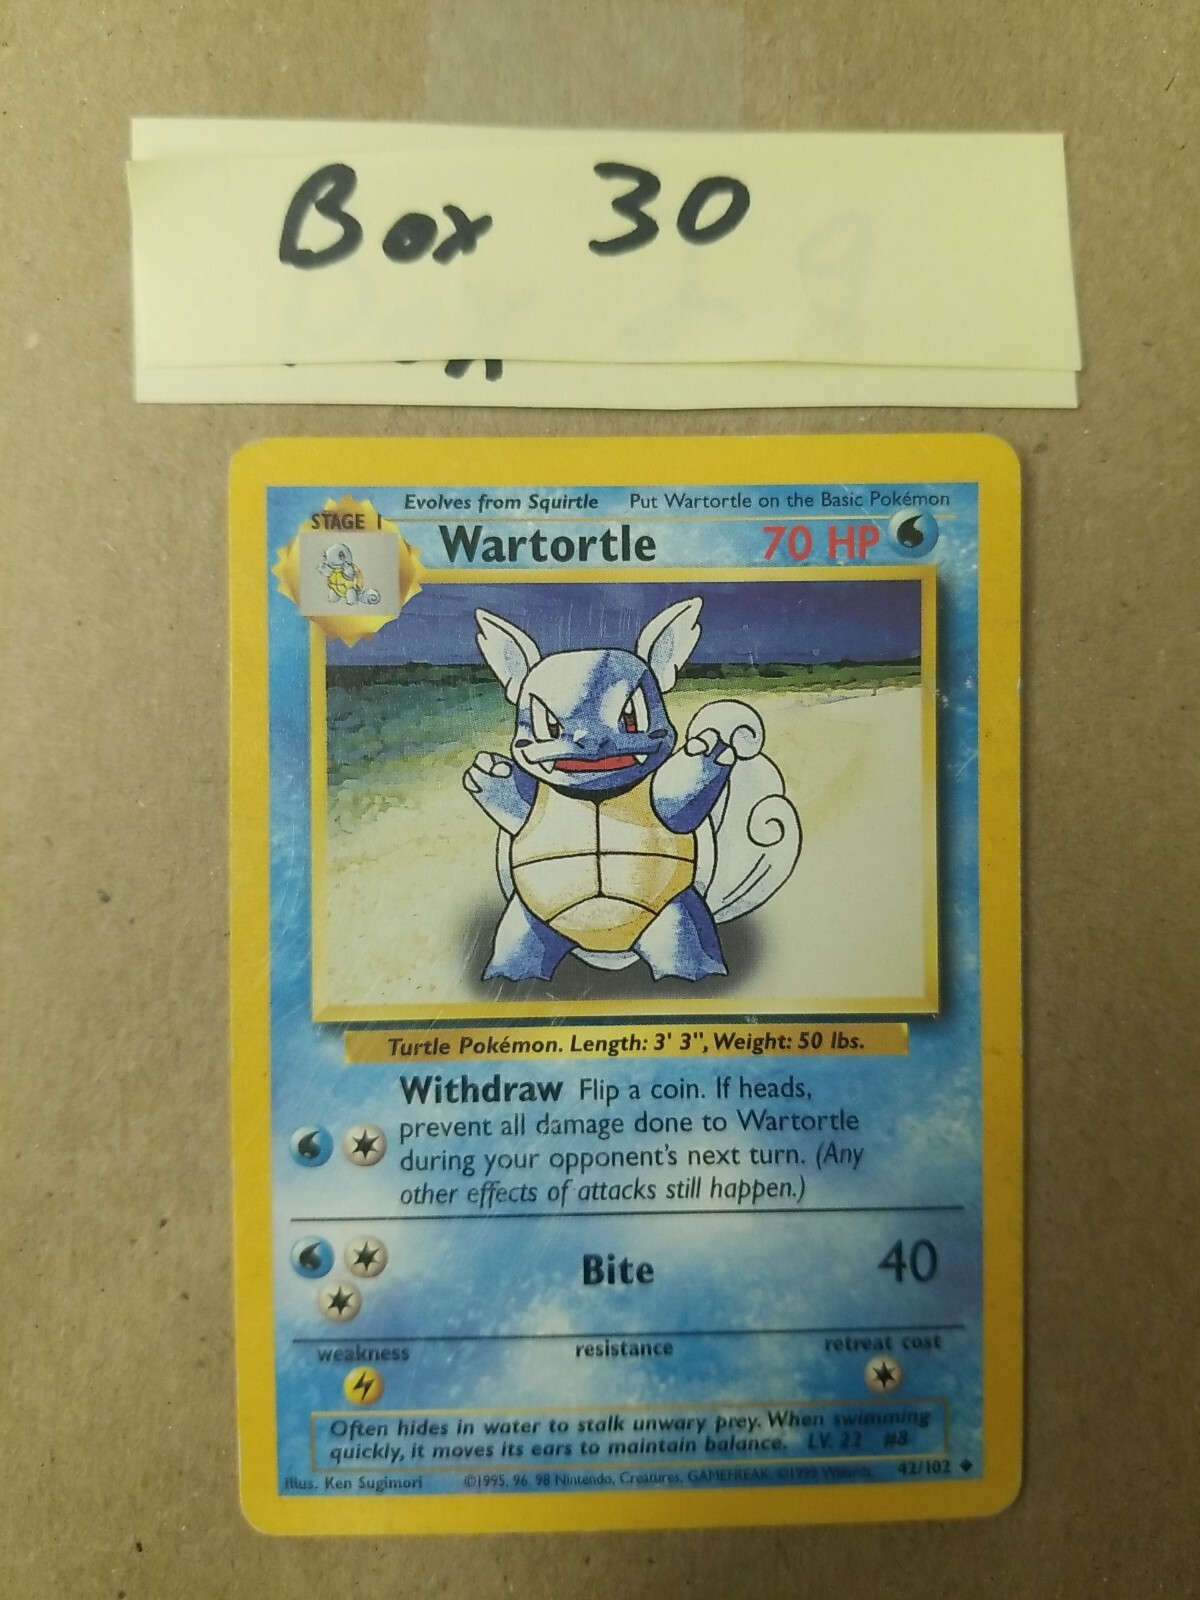 Box 30
Evolves from Squirtle Put Wartortle on the Basic Pokémon
STAGE 1
Wartortle 70 HP
Turtle Pokémon. Length: 3' 3", Weight: 50 lbs.
Withdraw Flip a coin. If heads,
prevent all damage done to Wartortle
during your opponent's next turn. (Any
other effects of attacks still happen.)
Bite 40
weakness resistance retreat cost
Often hides in water to stalk unwary prey. When swimming
quickly, it moves its ears to maintain balance. LV. 22 #8
Illus. Ken Sugimori ©1995, 96, 98 Nintendo, Creatures, GAMEFREAK. ©1999 Wizards. 42/102